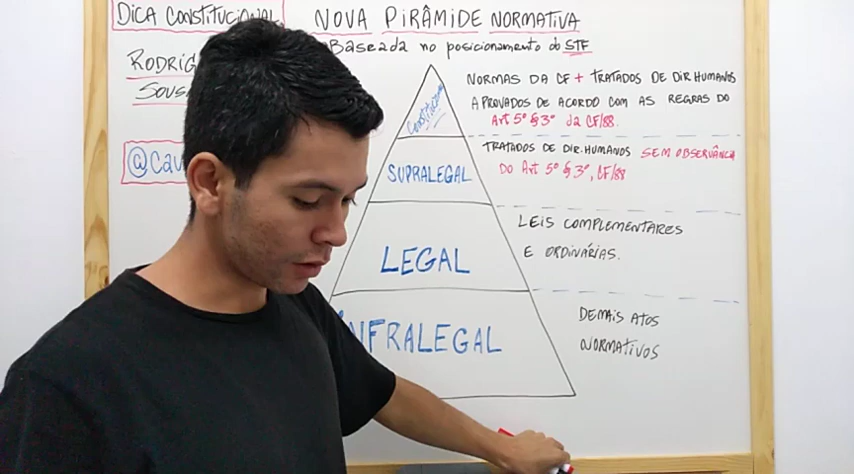 DICA CONSTITUCIONAL
NOVA PIRÂMIDE NORMATIVA
Baseada no posicionamento do STF
RODRIG
SOUS
@cav
Constitucional
NORMAS DA CF + TRATADOS DE DIR.HUMANOS
APROVADOS DE ACORDO COM AS REGRAS DO
Art 5º § 3º da CF/88.
SUPRALEGAL
TRATADOS DE DIR.HUMANOS SEM OBSERVÂNCIA
DO Art 5º § 3º, CF/88
LEGAL
LEIS COMPLEMENTARES
E ORDINÁRIAS.
INFRALEGAL
DEMAIS ATOS
NORMATIVOS